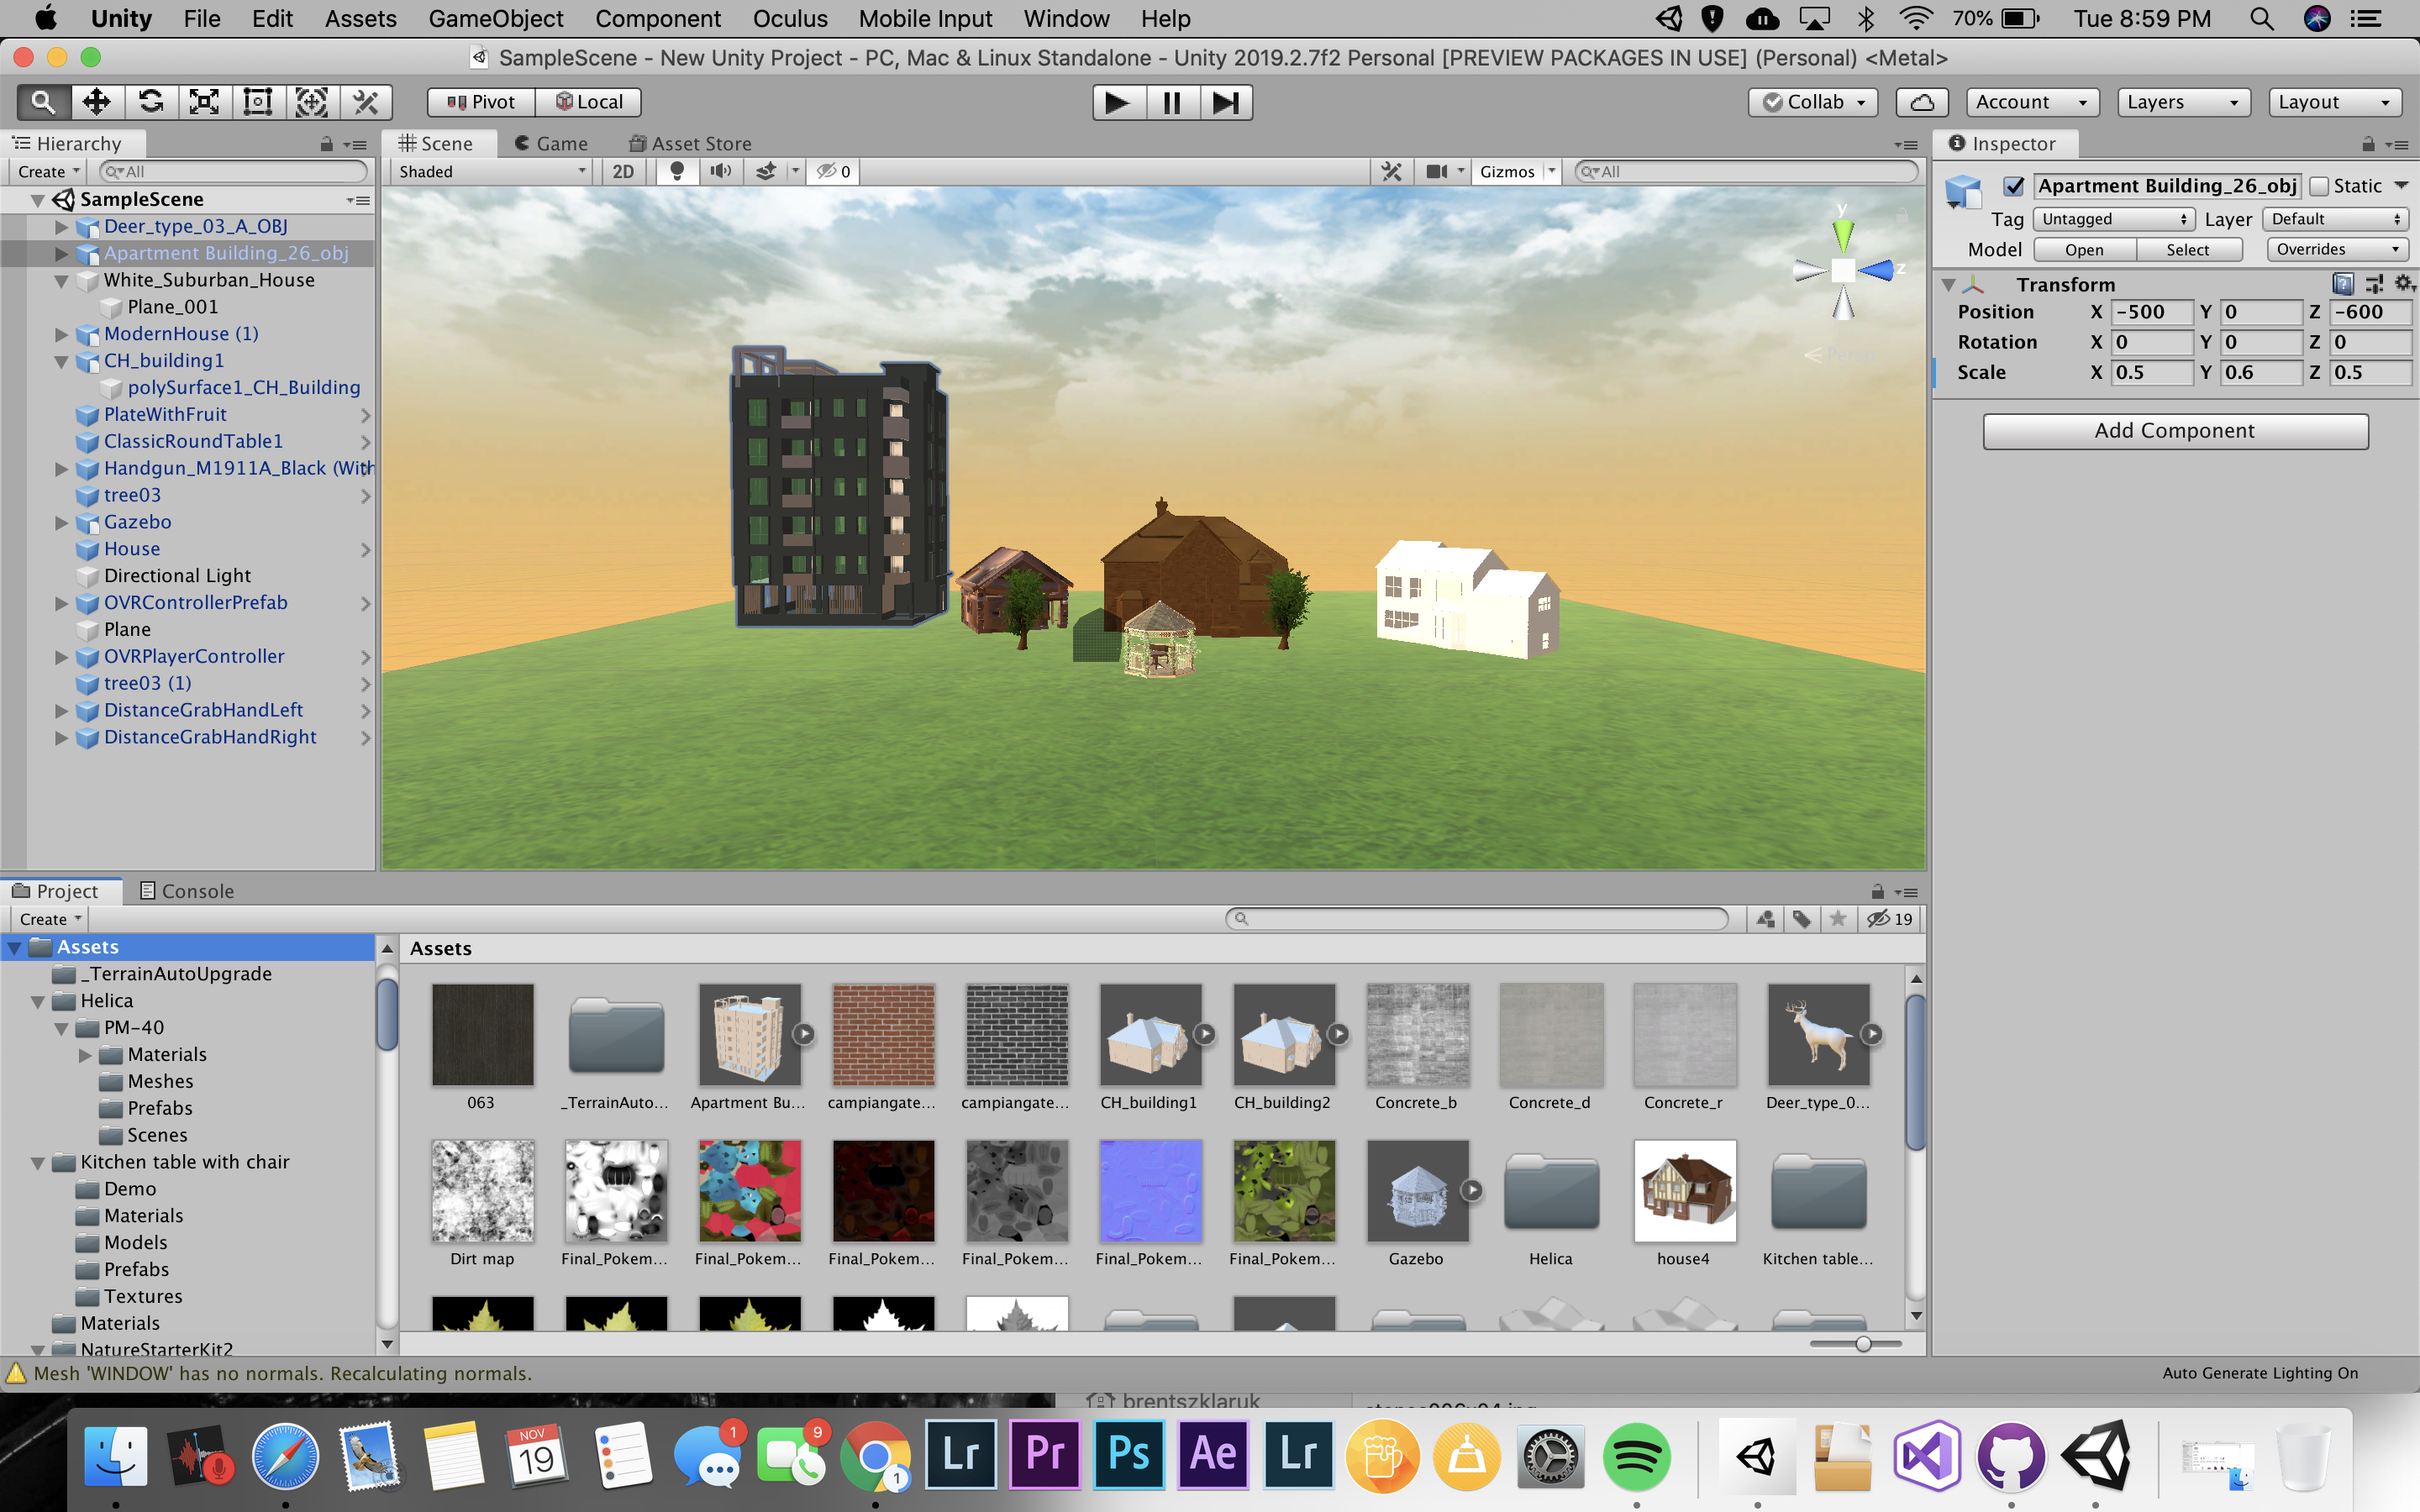 Unity File Edit Assets GameObject Component Oculus Mobile Input Window Help 70% Tue 8:59 PM
SampleScene - New Unity Project - PC, Mac & Linux Standalone - Unity 2019.2.7f2 Personal [PREVIEW PACKAGES IN USE] (Personal) <Metal>
Pivot Local Collab Account Layers Layout
Hierarchy Scene Game Asset Store Inspector
Create All Shaded 2D 0 Gizmos All
SampleScene
Deer_type_03_A_OBJ
Apartment Building_26_obj
White_Suburban_House
Plane_001
ModernHouse (1)
CH_building1
polySurface1_CH_Building
PlateWithFruit
ClassicRoundTable1
Handgun_M1911A_Black (With
tree03
Gazebo
House
Directional Light
OVRControllerPrefab
Plane
OVRPlayerController
tree03 (1)
DistanceGrabHandLeft
DistanceGrabHandRight
y
z
Persp
Apartment Building_26_obj Static
Tag Untagged Layer Default
Model Open Select Overrides
Transform
Position X -500 Y 0 Z -600
Rotation X 0 Y 0 Z 0
Scale X 0.5 Y 0.6 Z 0.5
Add Component
Project Console
Create 19
Assets
_TerrainAutoUpgrade
Helica
PM-40
Materials
Meshes
Prefabs
Scenes
Kitchen table with chair
Demo
Materials
Models
Prefabs
Textures
Materials
NatureStarterKit2
Assets
063 _TerrainAuto... Apartment Bu... campiangate... campiangate... CH_building1 CH_building2 Concrete_b Concrete_d Concrete_r Deer_type_0...
Dirt map Final_Pokem... Final_Pokem... Final_Pokem... Final_Pokem... Final_Pokem... Final_Pokem... Gazebo Helica house4 Kitchen table...
Mesh 'WINDOW' has no normals. Recalculating normals. Auto Generate Lighting On
brentszklaruk
NOV
19
1
9
1
Lr Pr Ps Ae Lr